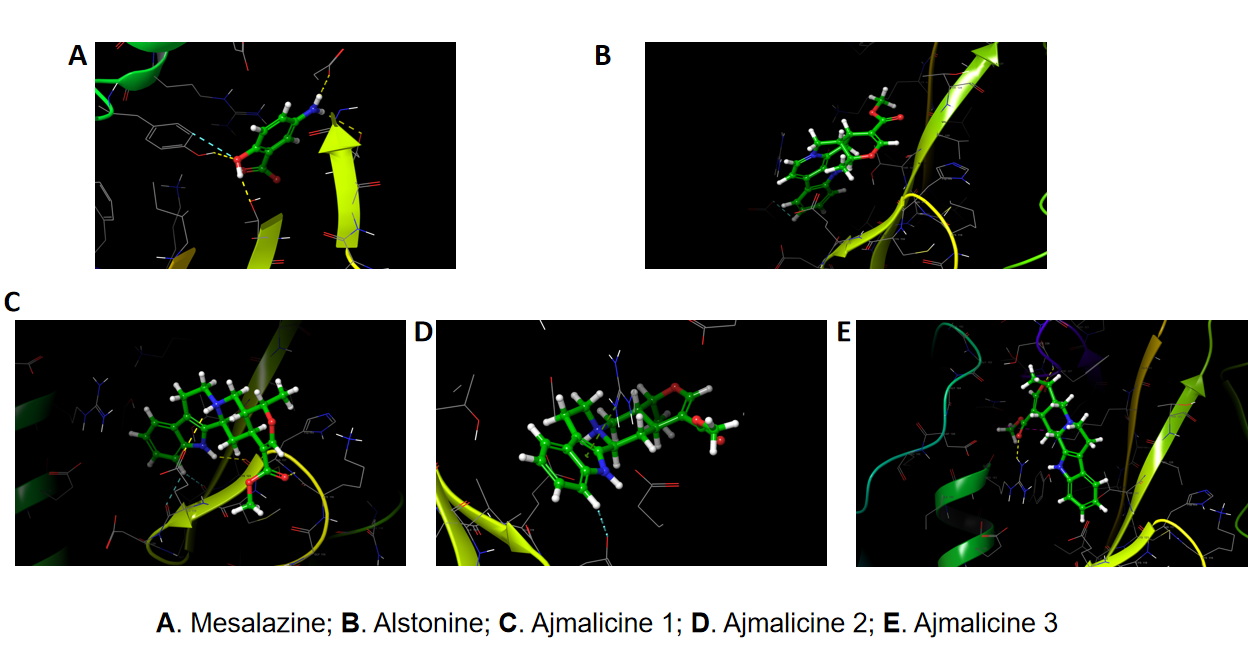 A
B
C
D
E
A. Mesalazine; B. Alstonine; C. Ajmalicine 1; D. Ajmalicine 2; E. Ajmalicine 3